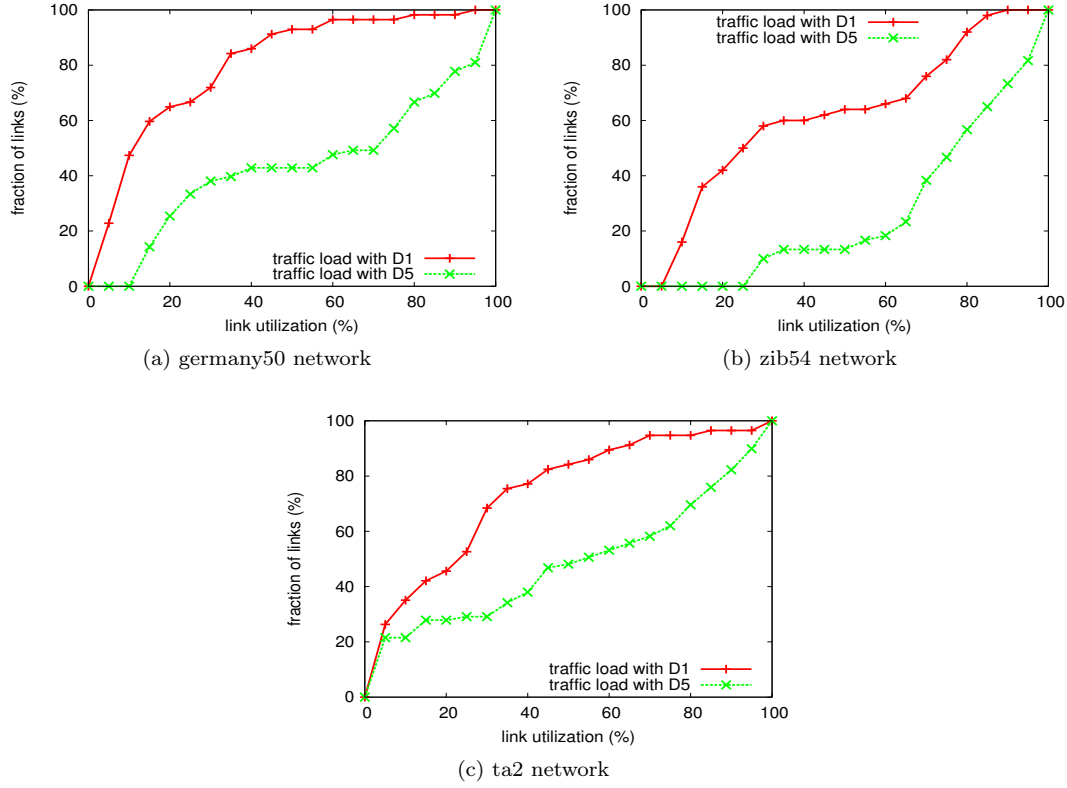 100
80
60
40
20
0
fraction of links (%)
traffic load with D1
traffic load with D5
0 20 40 60 80 100
link utilization (%)
(a) germany50 network
100
80
60
40
20
0
fraction of links (%)
traffic load with D1
traffic load with D5
0 20 40 60 80 100
link utilization (%)
(b) zib54 network
100
80
60
40
20
0
fraction of links (%)
traffic load with D1
traffic load with D5
0 20 40 60 80 100
link utilization (%)
(c) ta2 network